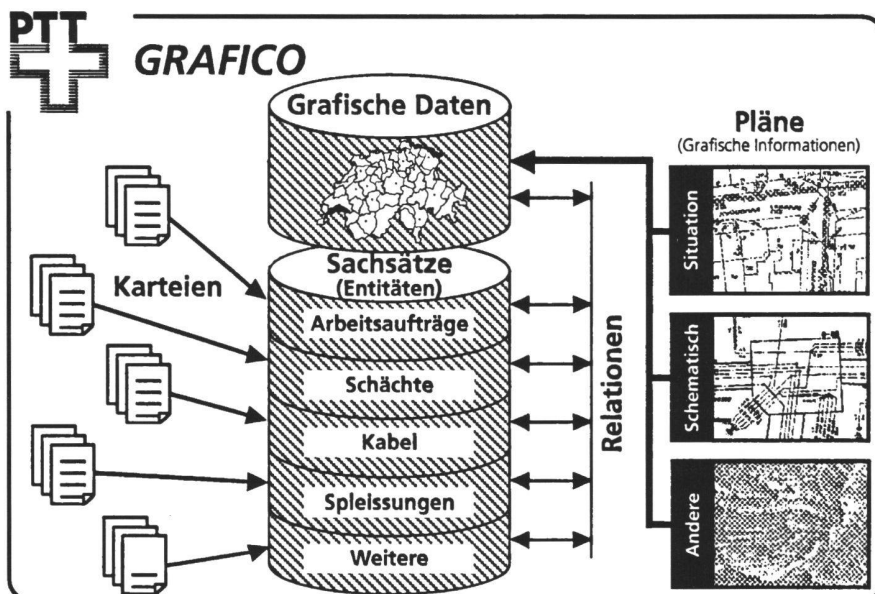 PTT
GRAFICO
Grafische Daten
Pläne
(Grafische Informationen)
Situation
Karteien
Sachsätze
(Entitäten)
Arbeitsaufträge
Schächte
Kabel
Spleissungen
Weitere
Relationen
Schematisch
Andere